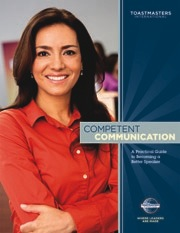 TOASTMASTERS
INTERNATIONAL
COMPETENT
COMMUNICATION
A Practical Guide
to Becoming a
Better Speaker
WHERE LEADERS
ARE MADE